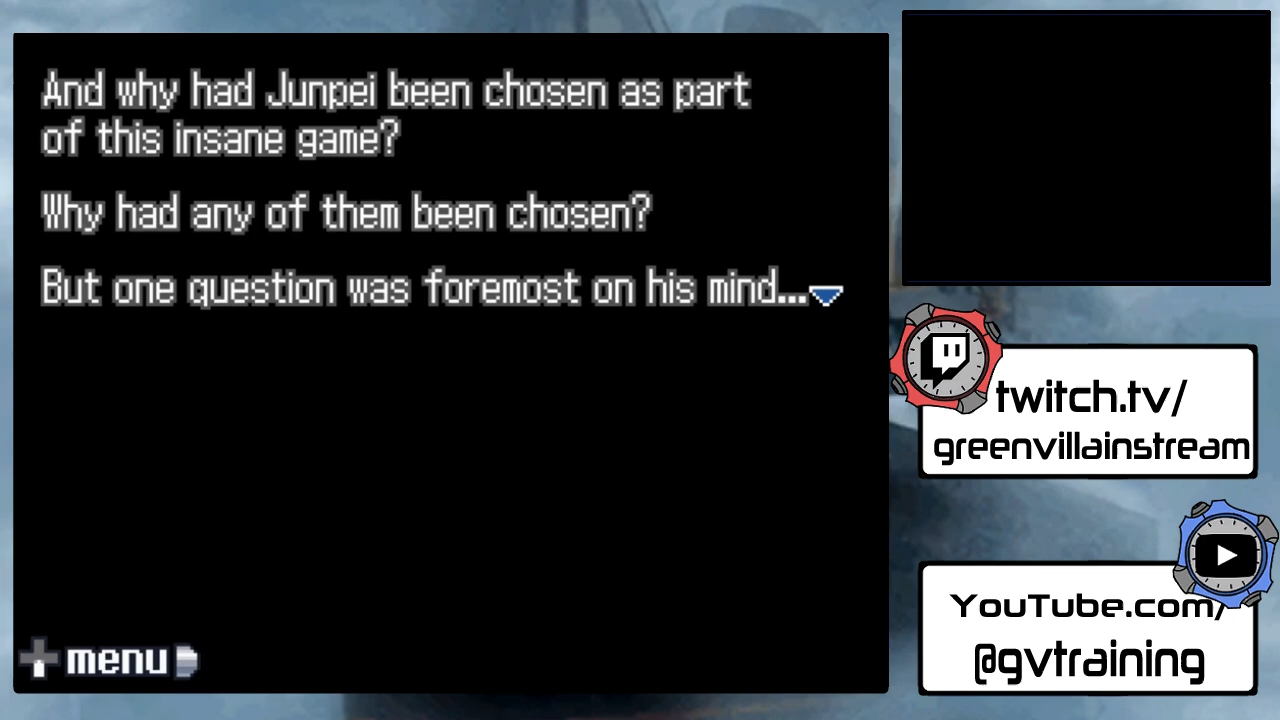 And why had Junpei been chosen as part
of this insane game?
Why had any of them been chosen?
But one question was foremost on his mind...
menu
twitch.tv/
greenvillainstream
YouTube.com/
@gvtraining